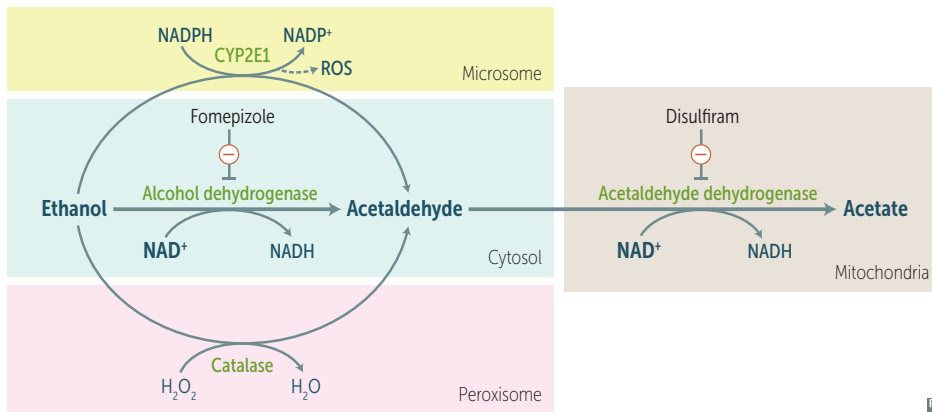 NADPH
NADP+
CYP2E1
ROS
Microsome
Fomepizole
Disulfiram
Alcohol dehydrogenase
Acetaldehyde dehydrogenase
Ethanol
Acetaldehyde
Acetate
NAD+
NADH
NAD+
NADH
Cytosol
Mitochondria
Catalase
H₂O₂
H₂O
Peroxisome